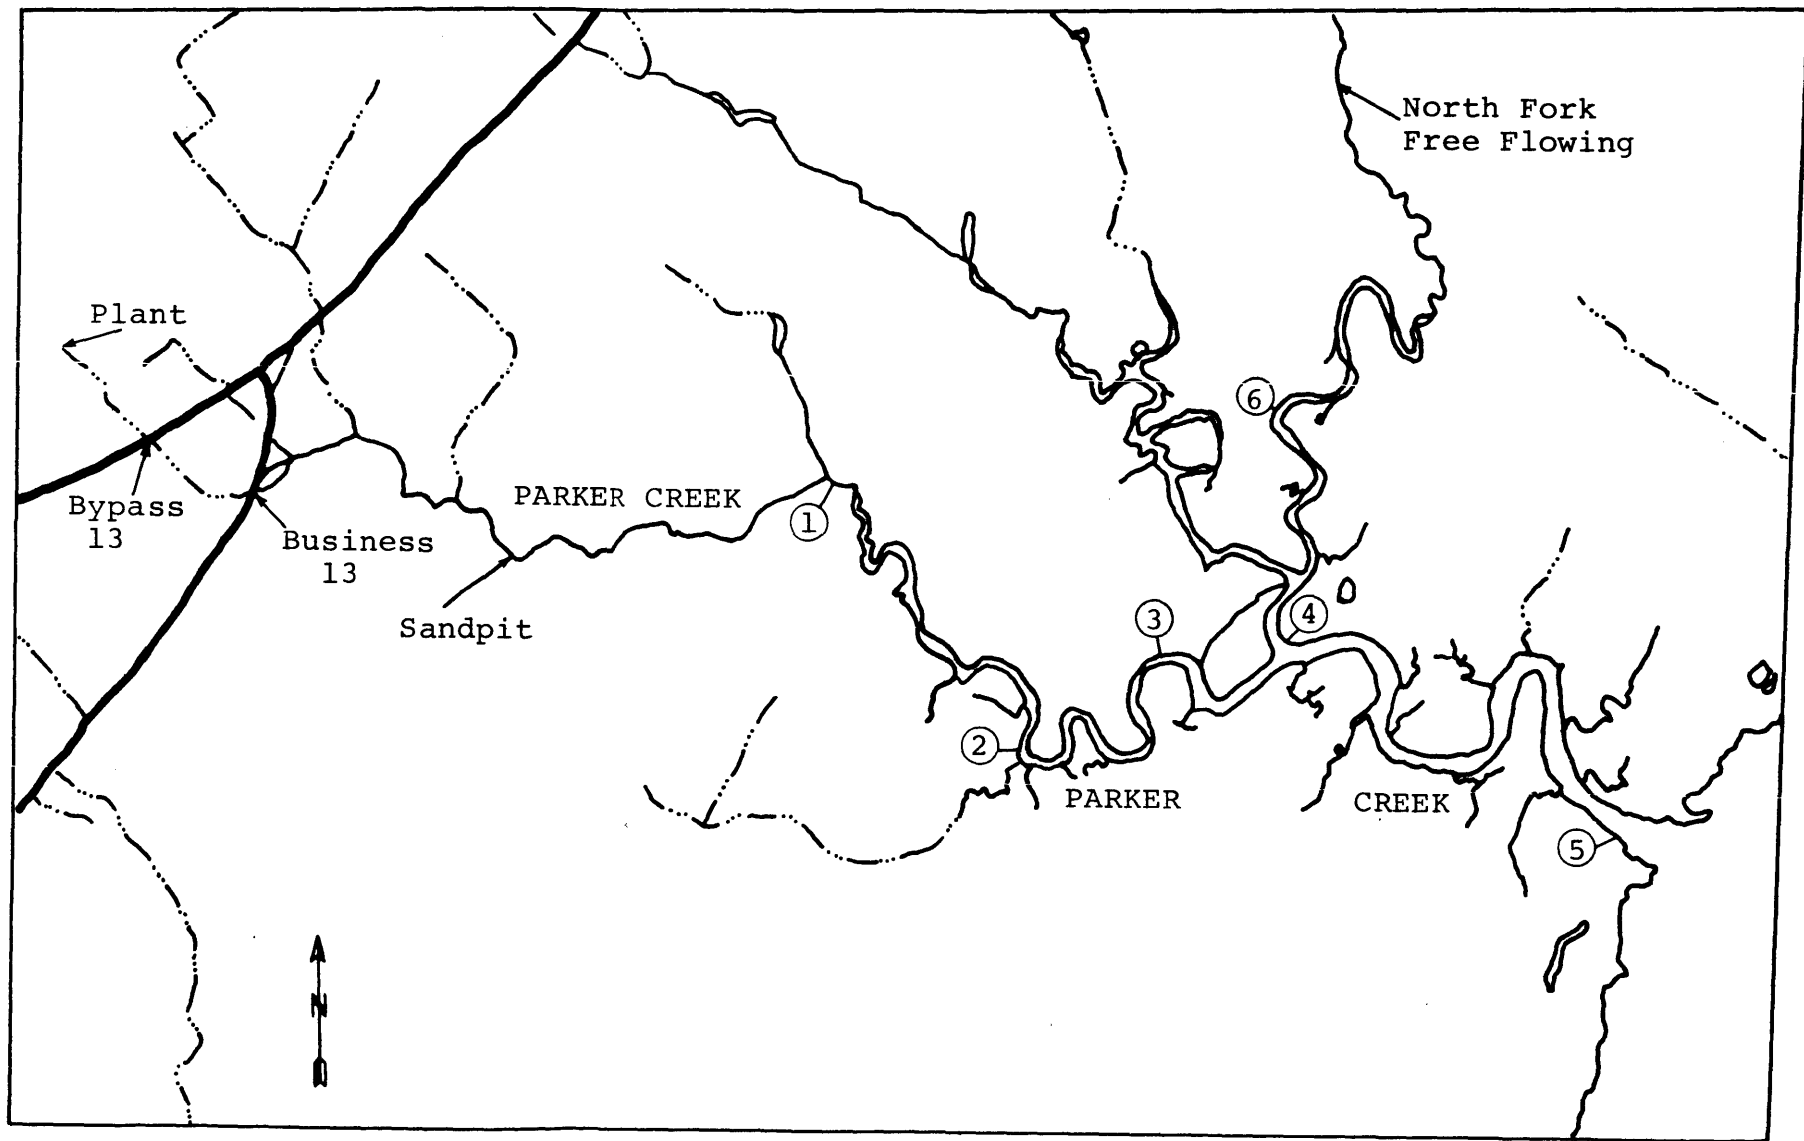 North Fork
Free Flowing
Plant
6
PARKER CREEK
Bypass
13
1
Business
13
Sandpit
3
4
2
PARKER
CREEK
5
N